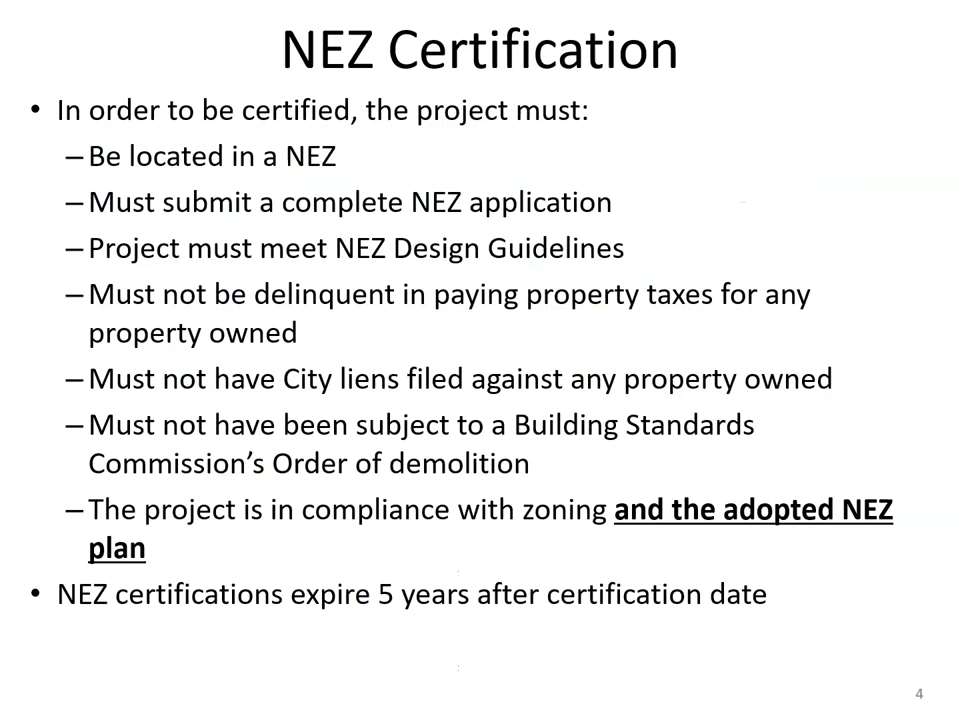 NEZ Certification
• In order to be certified, the project must:
– Be located in a NEZ
– Must submit a complete NEZ application
– Project must meet NEZ Design Guidelines
– Must not be delinquent in paying property taxes for any
property owned
– Must not have City liens filed against any property owned
– Must not have been subject to a Building Standards
Commission’s Order of demolition
– The project is in compliance with zoning and the adopted NEZ
plan
• NEZ certifications expire 5 years after certification date
4